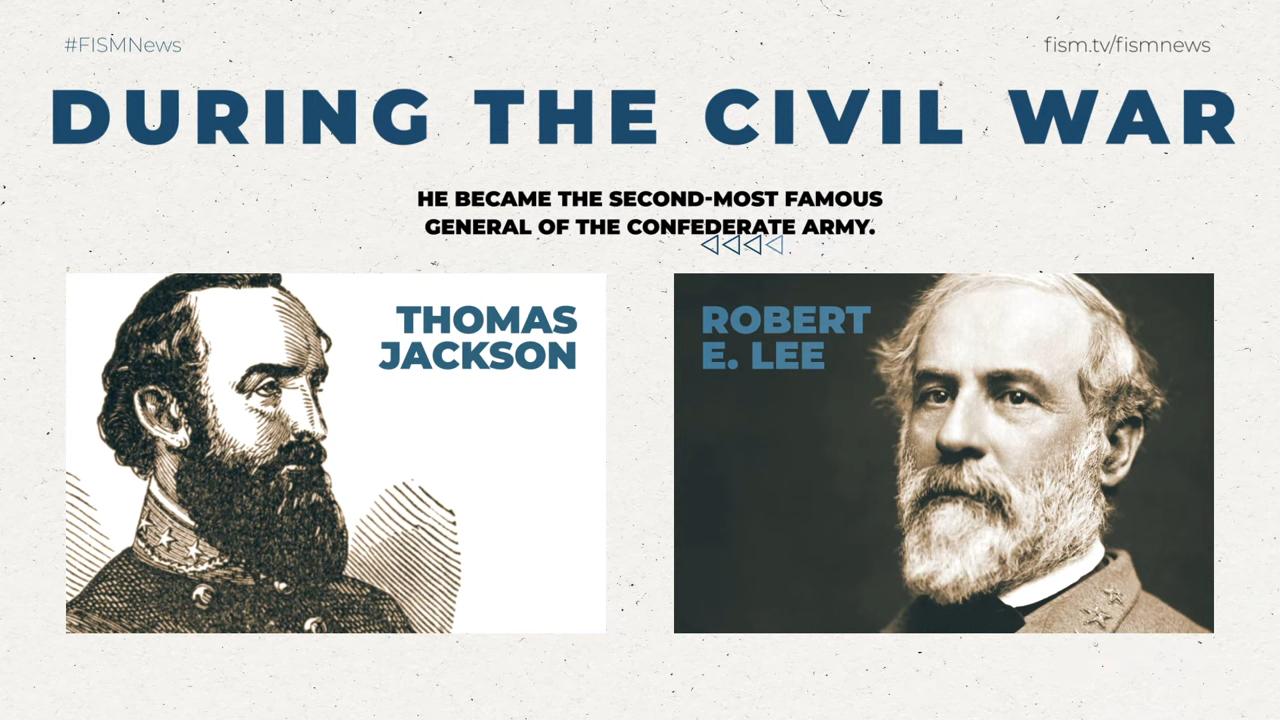 #FISMNews
fism.tv/fismnews
DURING THE CIVIL WAR
HE BECAME THE SECOND-MOST FAMOUS
GENERAL OF THE CONFEDERATE ARMY.
THOMAS
JACKSON
ROBERT
E. LEE